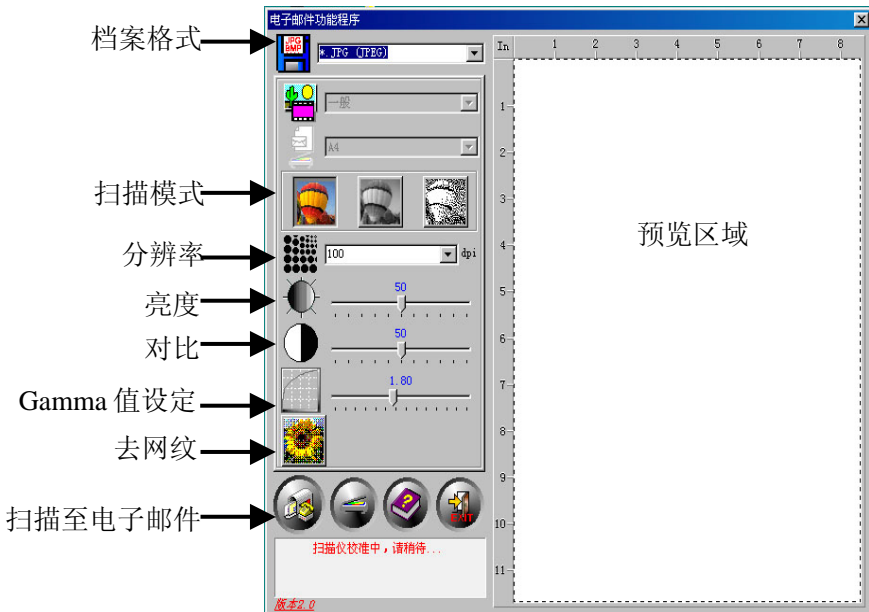 电子邮件功能程序
档案格式
JPG
BMP
*.JPG (JPEG)
一般
A4
扫描模式
分辨率
100
dpi
亮度
50
对比
50
Gamma 值设定
1.80
去网纹
扫描至电子邮件
?
EXIT
扫描仪校准中，请稍待...
版本2.0
In 1 2 3 4 5 6 7 8
1
2
3
4
5
6
7
8
9
10
11
预览区域